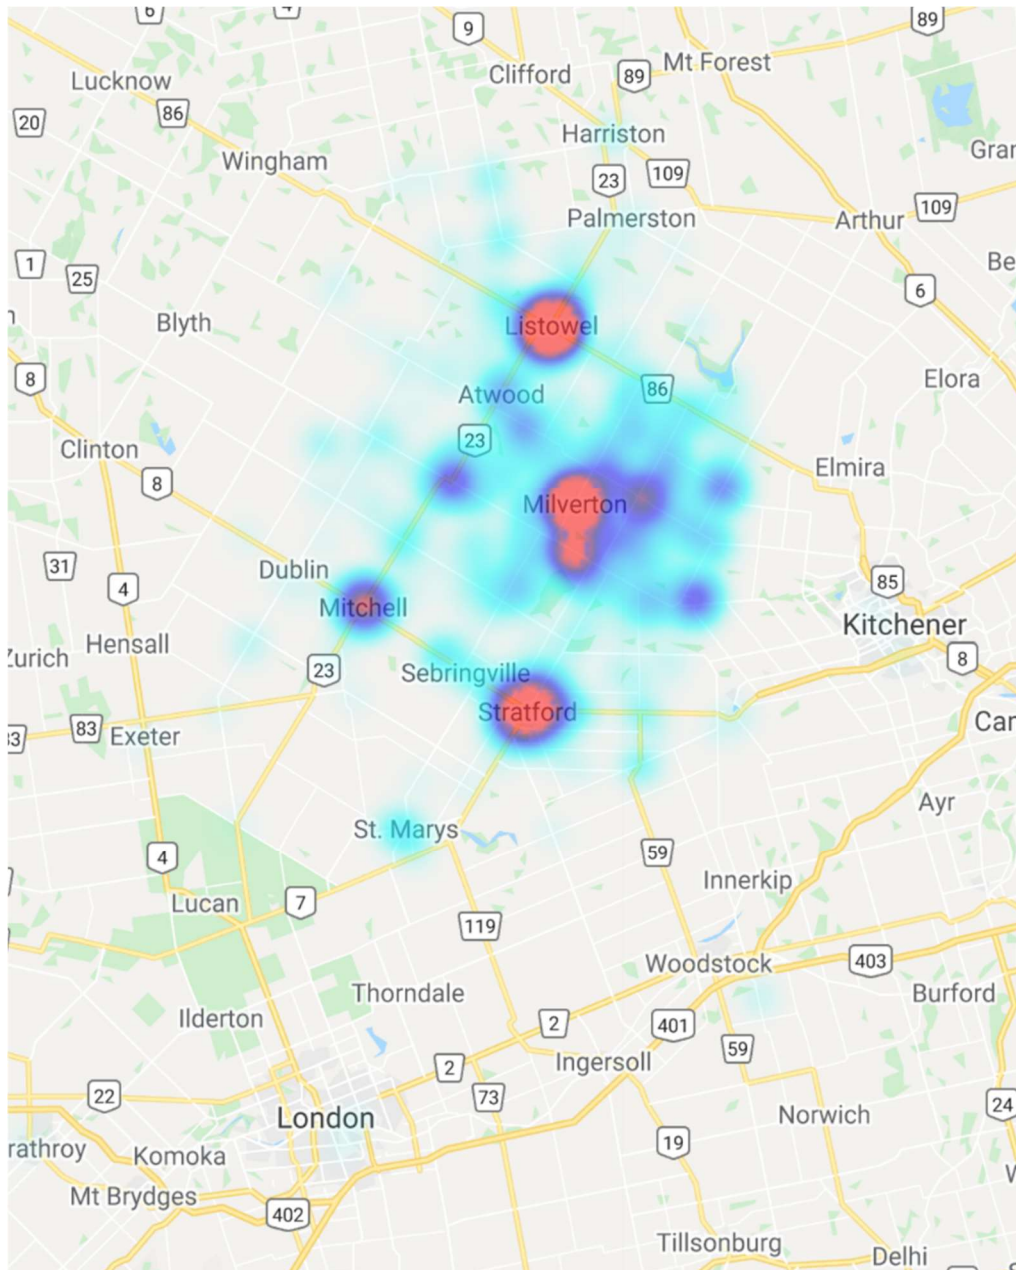 6
4
9
89
Clifford
89
Mt Forest
Lucknow
86
20
Harriston
Wingham
23
109
Palmerston
109
Arthur
1
25
6
Blyth
Listowel
8
Atwood
86
Elora
23
Clinton
8
Elmira
Milverton
31
4
Dublin
85
Mitchell
Kitchener
Hensall
Zurich
23
Sebringville
8
Stratford
83
Exeter
Ayr
St. Marys
4
59
Innerkip
Lucan
7
119
Woodstock
403
Thorndale
Burford
Ilderton
2
401
59
2
Ingersoll
22
73
London
Norwich
24
rathroy
Komoka
19
Mt Brydges
402
Tillsonburg
Delhi